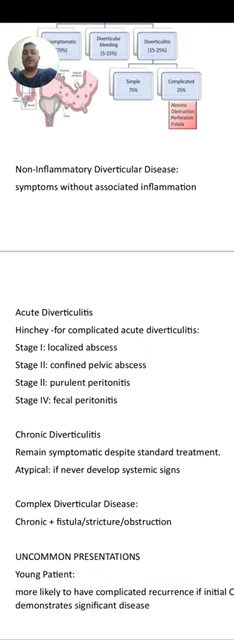 symptomatic
(70%)
Diverticular
bleeding
(5-15%)
Diverticulitis
(15-25%)
Simple
75%
Complicated
25%
Abscess
Obstruction
Perforation
Fistula
Non-Inflammatory Diverticular Disease:
symptoms without associated inflammation
Acute Diverticulitis
Hinchey -for complicated acute diverticulitis:
Stage I: localized abscess
Stage II: confined pelvic abscess
Stage II: purulent peritonitis
Stage IV: fecal peritonitis
Chronic Diverticulitis
Remain symptomatic despite standard treatment.
Atypical: if never develop systemic signs
Complex Diverticular Disease:
Chronic + fistula/stricture/obstruction
UNCOMMON PRESENTATIONS
Young Patient:
more likely to have complicated recurrence if initial C
demonstrates significant disease